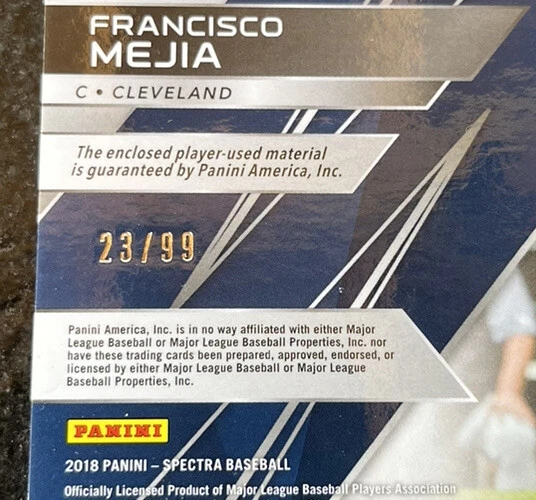 FRANCISCO
MEJIA
C • CLEVELAND
The enclosed player-used material
is guaranteed by Panini America, Inc.
23/99
Panini America, Inc. is in no way affiliated with either Major
League Baseball or Major League Baseball Properties, Inc. nor
have these trading cards been prepared, approved, endorsed, or
licensed by either Major League Baseball or Major League
Baseball Properties, Inc.
PANINI
2018 PANINI – SPECTRA BASEBALL
Officially Licensed Product of Major League Baseball Players Association